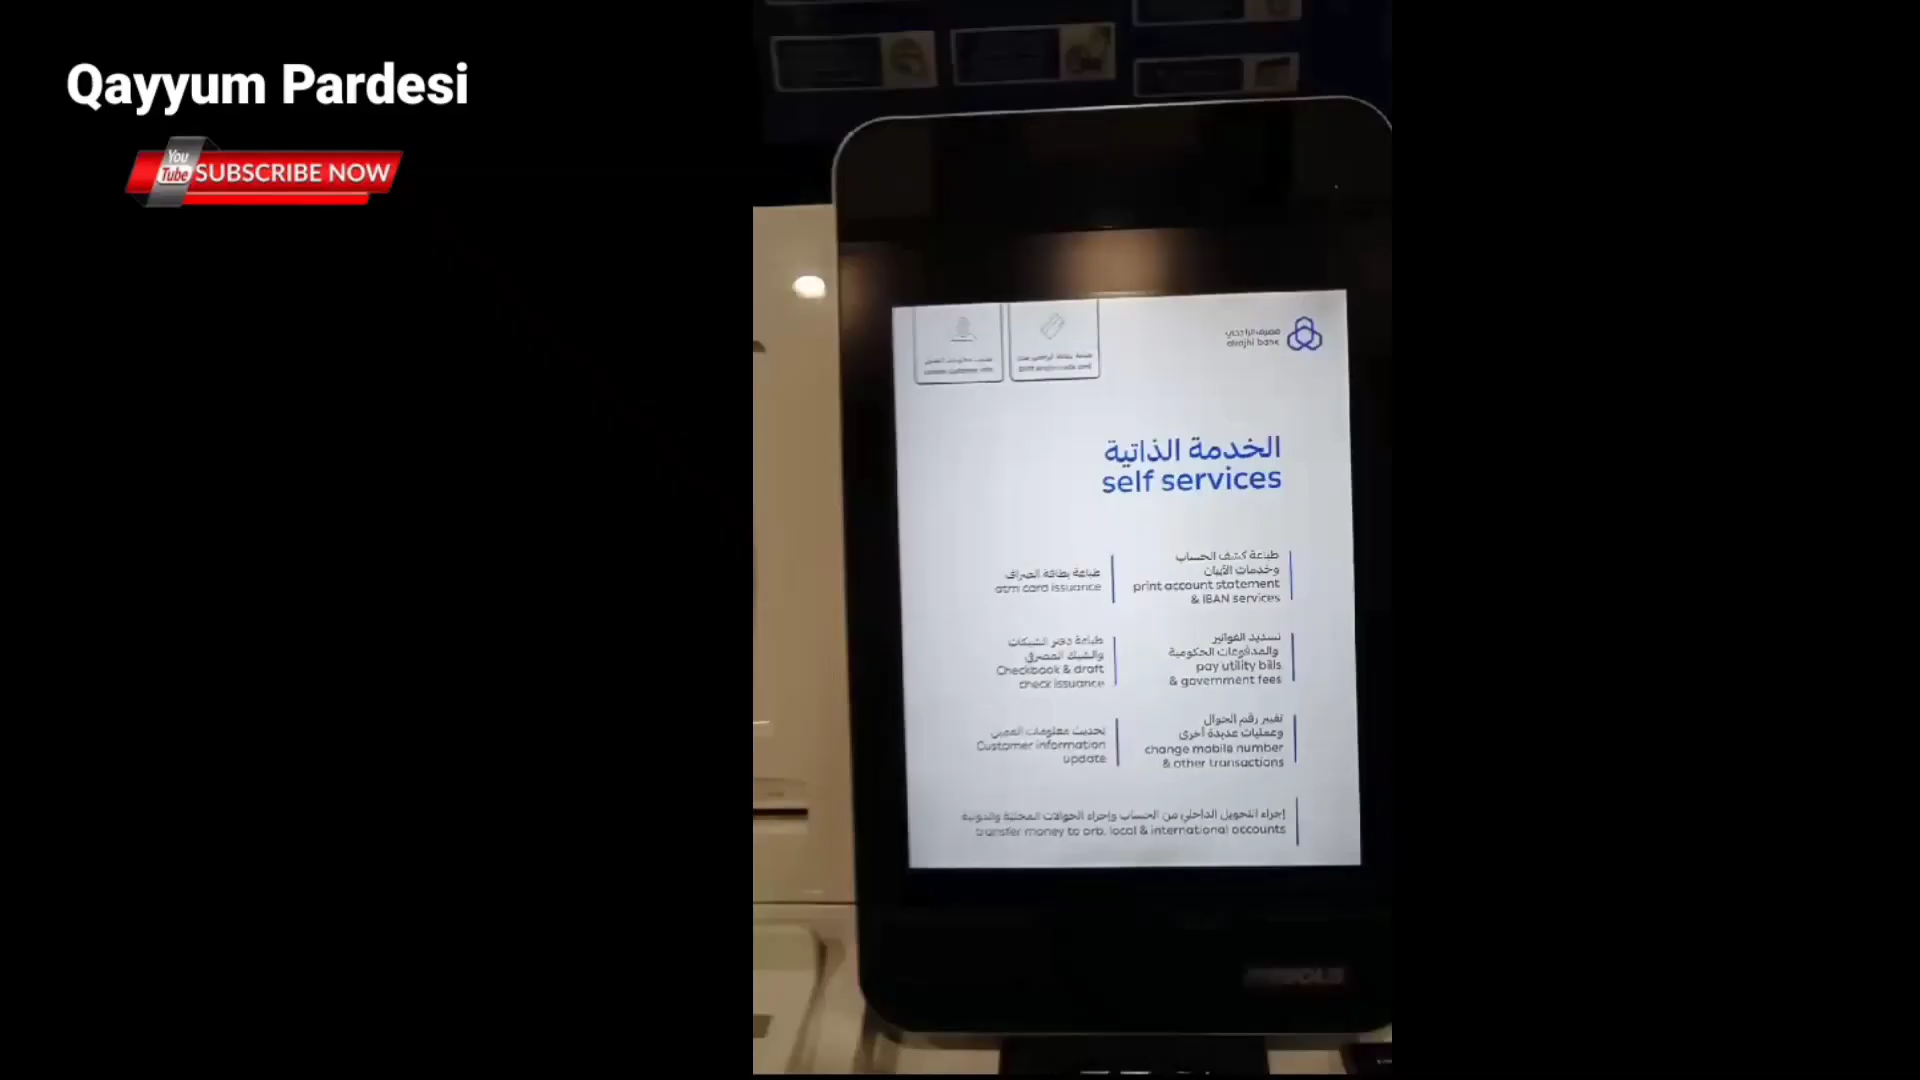 Qayyum Pardesi
You
Tube
SUBSCRIBE NOW
مصرف الراجحي
alrajhi bank
الخدمة الذاتية
self services
طباعة كشف الحساب
وخدمات الآيبان
print account statement
& IBAN services
طباعة بطاقة الصراف
atm card issuance
تسديد الفواتير
والمدفوعات الحكومية
pay utility bills
& government fees
طباعة دفتر الشيكات
والشيك المصرفي
Checkbook & draft
check issuance
تغيير رقم الجوال
وعمليات عديدة أخرى
change mobile number
& other transactions
تحديث معلومات العميل
Customer information
update
إجراء التحويل الداخلي من الحساب وإجراء الحوالات المحلية والدولية
transfer money to arb, local & international accounts